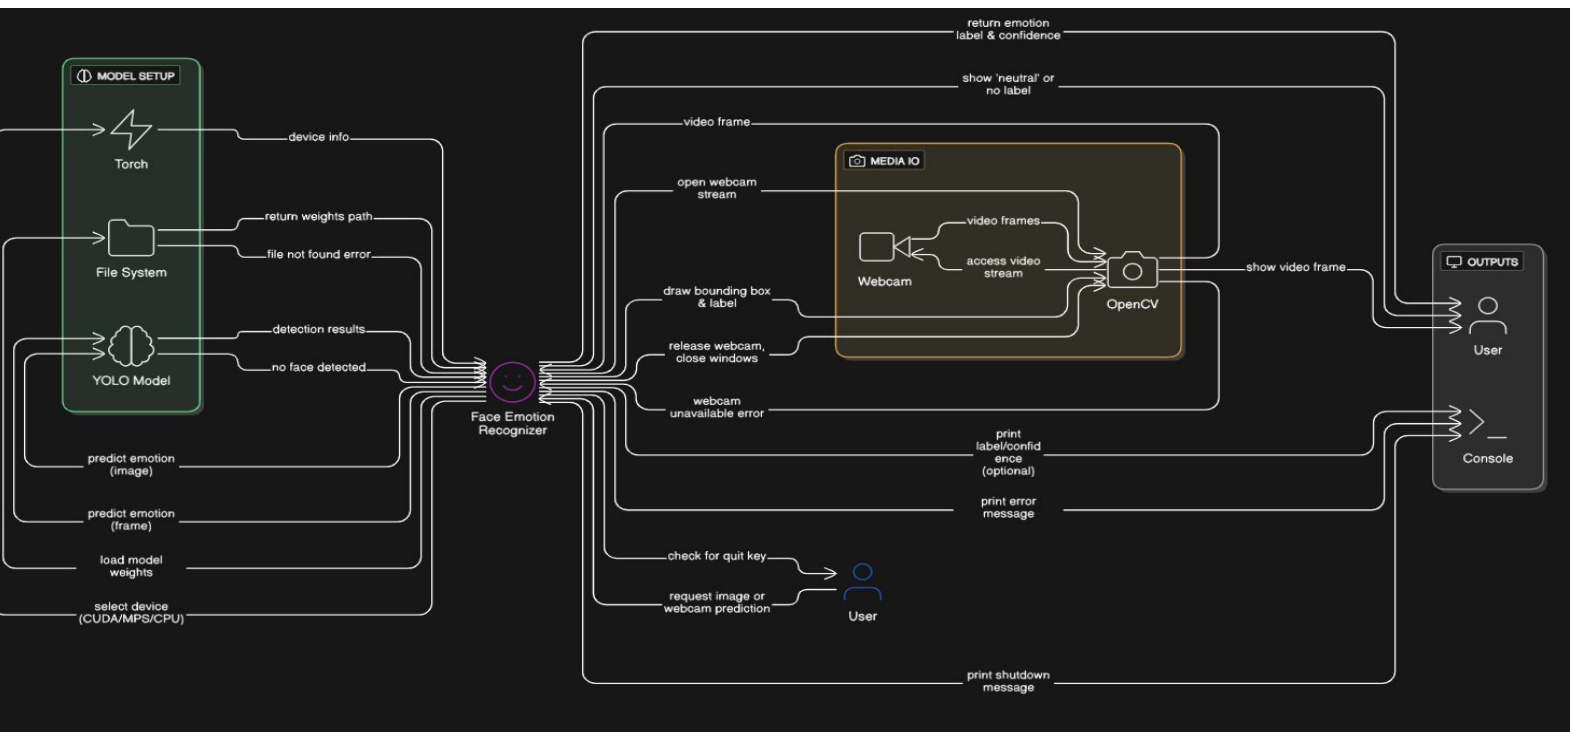 return emotion
label & confidence
show 'neutral' or
no label
MODEL SETUP
Torch
device info
return weights path
file not found error
File System
detection results
no face detected
YOLO Model
predict emotion
(image)
predict emotion
(frame)
load model
weights
select device
(CUDA/MPS/CPU)
Face Emotion
Recognizer
video frame
open webcam
stream
MEDIA IO
video frames
access video
stream
Webcam
OpenCV
show video frame
draw bounding box
& label
release webcam,
close windows
webcam
unavailable error
print
label/confid
ence
(optional)
print error
message
check for quit key
request image or
webcam prediction
User
print shutdown
message
OUTPUTS
User
Console